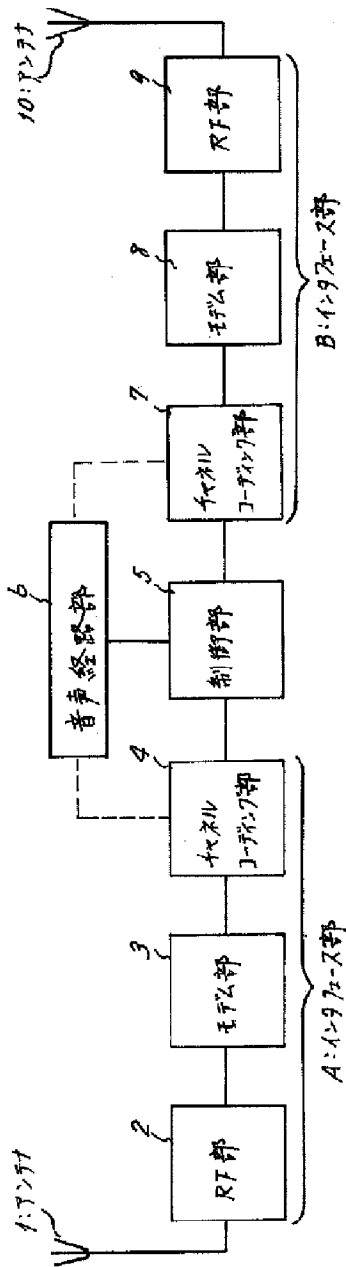 1:アンテナ
2
RF部
3
モデム部
4
チャネル
コーディング部
5
制御部
6
音声経路部
7
チャネル
コーディング部
8
モデム部
9
RF部
10:アンテナ
A:インタフェース部
B:インタフェース部